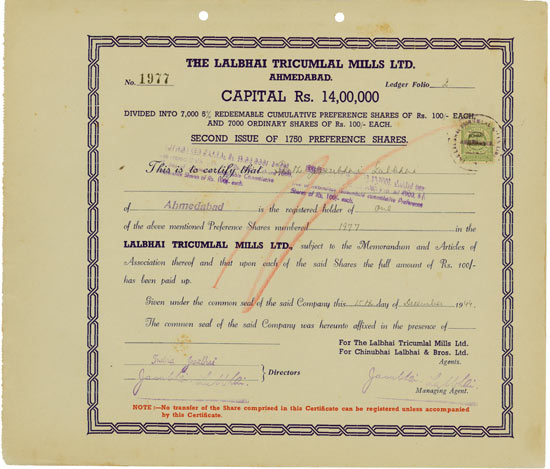 THE LALBHAI TRICUMLAL MILLS LTD.
AHMEDABAD.
No. 1977
Ledger Folio 2
CAPITAL Rs. 14,00,000
DIVIDED INTO 7,000 5% REDEEMABLE CUMULATIVE PREFERENCE SHARES OF Rs. 100/- EACH,
AND 7000 ORDINARY SHARES OF Rs. 100/- EACH.
SECOND ISSUE OF 1750 PREFERENCE SHARES.
This is to certify that Lalbhai
of Ahmedabad is the registered holder of one
of the above mentioned Preference Shares numbered 1977 in the
LALBHAI TRICUMLAL MILLS LTD., subject to the Memorandum and Articles of
Association thereof and that upon each of the said Shares the full amount of Rs. 100/-
has been paid up.
Given under the common seal of the said Company this 15th day of December 1944.
The common seal of said Company was hereunto affixed in the presence of
For The Lalbhai Tricumlal Mills Ltd.
For Chinubhai Lalbhai & Bros. Ltd.
Agents.
Directors
Managing Agent.
NOTE :—No transfer of the Share comprised in this Certificate can be registered unless accompanied
by this Certificate.